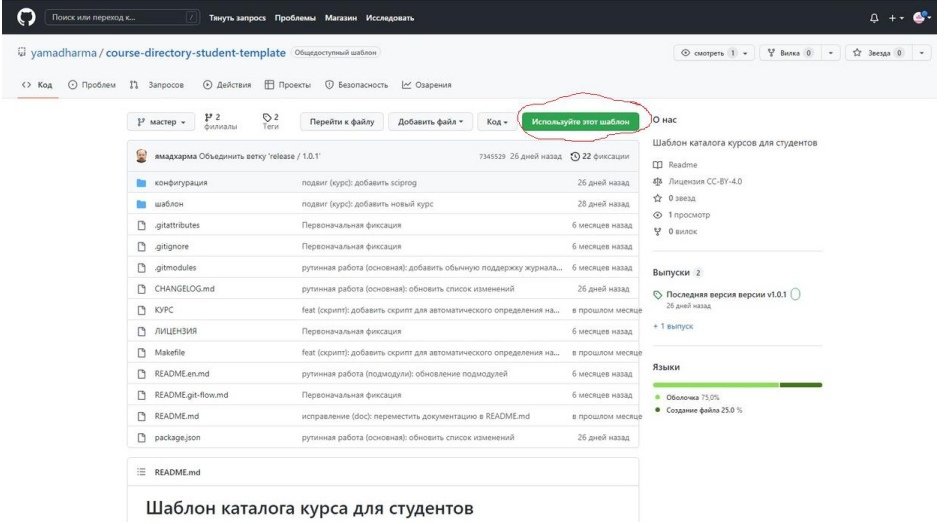 Поиск или переход к... / Тянуть запрос Проблемы Магазин Исследовать
yamadharma / course-directory-student-template Общедоступный шаблон
смотреть 1 Вилка 0 Звезда 0
Код Проблем 11 Запросов Действия Проекты Безопасность Озарения
мастер 2 филиалы 2 Теги Перейти к файлу Добавить файл Код Используйте этот шаблон
ямадхарма Объединить ветку 'release / 1.0.1' 7345529 26 дней назад 22 фиксации
конфигурация подвиг (курс): добавить sciprog 26 дней назад
шаблон подвиг (курс): добавить новый курс 28 дней назад
.gitattributes Первоначальная фиксация 6 месяцев назад
.gitignore Первоначальная фиксация 6 месяцев назад
.gitmodules рутинная работа (основная): добавить обычную поддержку журнала... 6 месяцев назад
CHANGELOG.md рутинная работа (основная): обновить список изменений 26 дней назад
КУРС feat (скрипт): добавить скрипт для автоматического определения на... в прошлом месяце
ЛИЦЕНЗИЯ Первоначальная фиксация 6 месяцев назад
Makefile feat (скрипт): добавить скрипт для автоматического определения на... в прошлом месяце
README.en.md рутинная работа (подмодули): обновление подмодулей 6 месяцев назад
README.git-flow.md Первоначальная фиксация 6 месяцев назад
README.md исправление (doc): переместить документацию в README.md в прошлом месяце
package.json рутинная работа (основная): обновить список изменений 26 дней назад
README.md
Шаблон каталога курса для студентов
О нас
Шаблон каталога курсов для студентов
Readme
Лицензия CC-BY-4.0
0 звезд
1 просмотр
0 вилок
Выпуски 2
Последняя версия версии v1.0.1
26 дней назад
+ 1 выпуск
Языки
Оболочка 75,0%
Создание файла 25.0 %